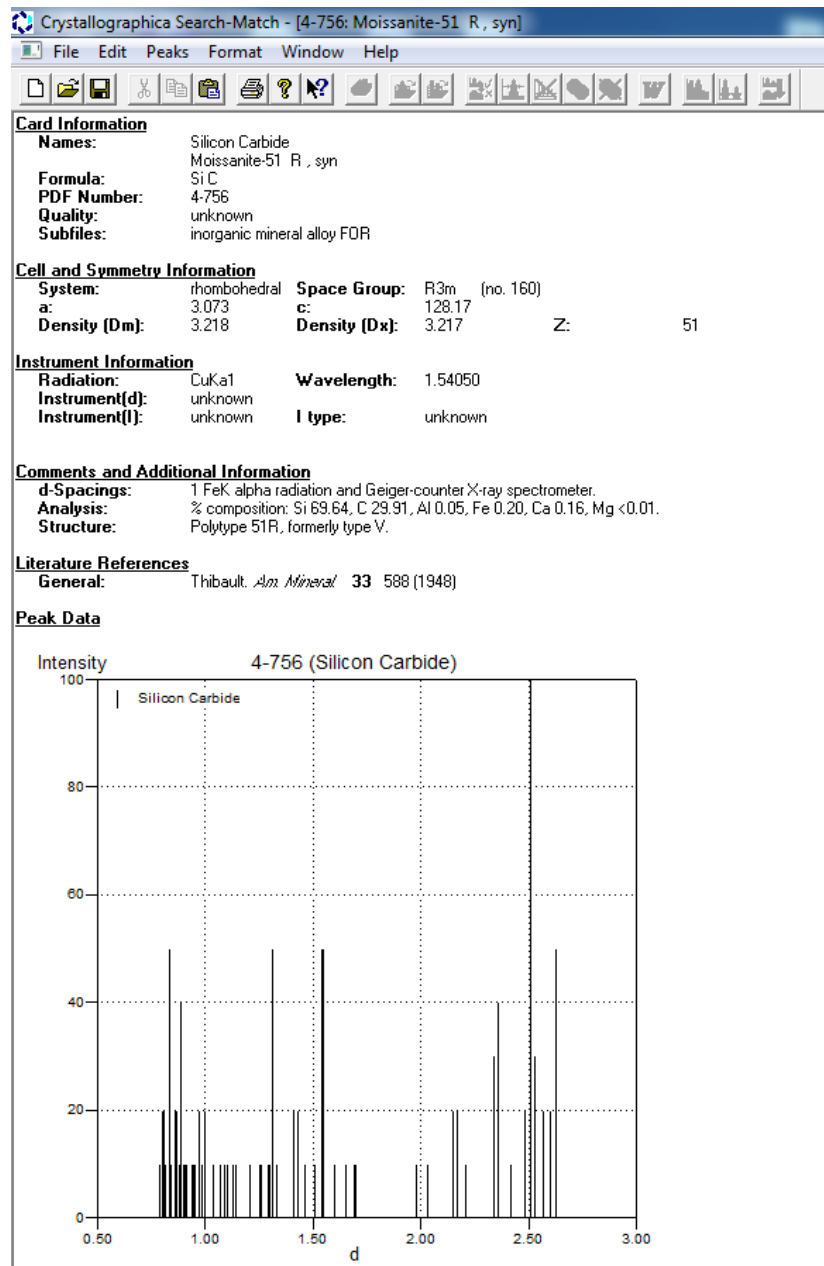 Crystallographica Search-Match - [4-756: Moissanite-51 R , syn]
File Edit Peaks Format Window Help
Card Information
Names: Silicon Carbide
Moissanite-51 R , syn
Formula: Si C
PDF Number: 4-756
Quality: unknown
Subfiles: inorganic mineral alloy FOR
Cell and Symmetry Information
System: rhombohedral Space Group: R3m (no. 160)
a: 3.073 c: 128.17
Density (Dm): 3.218 Density (Dx): 3.217 Z: 51
Instrument Information
Radiation: CuKa1 Wavelength: 1.54050
Instrument(d): unknown
Instrument(I): unknown I type: unknown
Comments and Additional Information
d-Spacings: 1 FeK alpha radiation and Geiger-counter X-ray spectrometer.
Analysis: % composition: Si 69.64, C 29.91, Al 0.05, Fe 0.20, Ca 0.16, Mg <0.01.
Structure: Polytype 51R, formerly type V.
Literature References
General: Thibault. Am. Mineral. 33 588 (1948)
Peak Data
Intensity 4-756 (Silicon Carbide)
100
Silicon Carbide
80
60
40
20
0
0.50 1.00 1.50 2.00 2.50 3.00
d